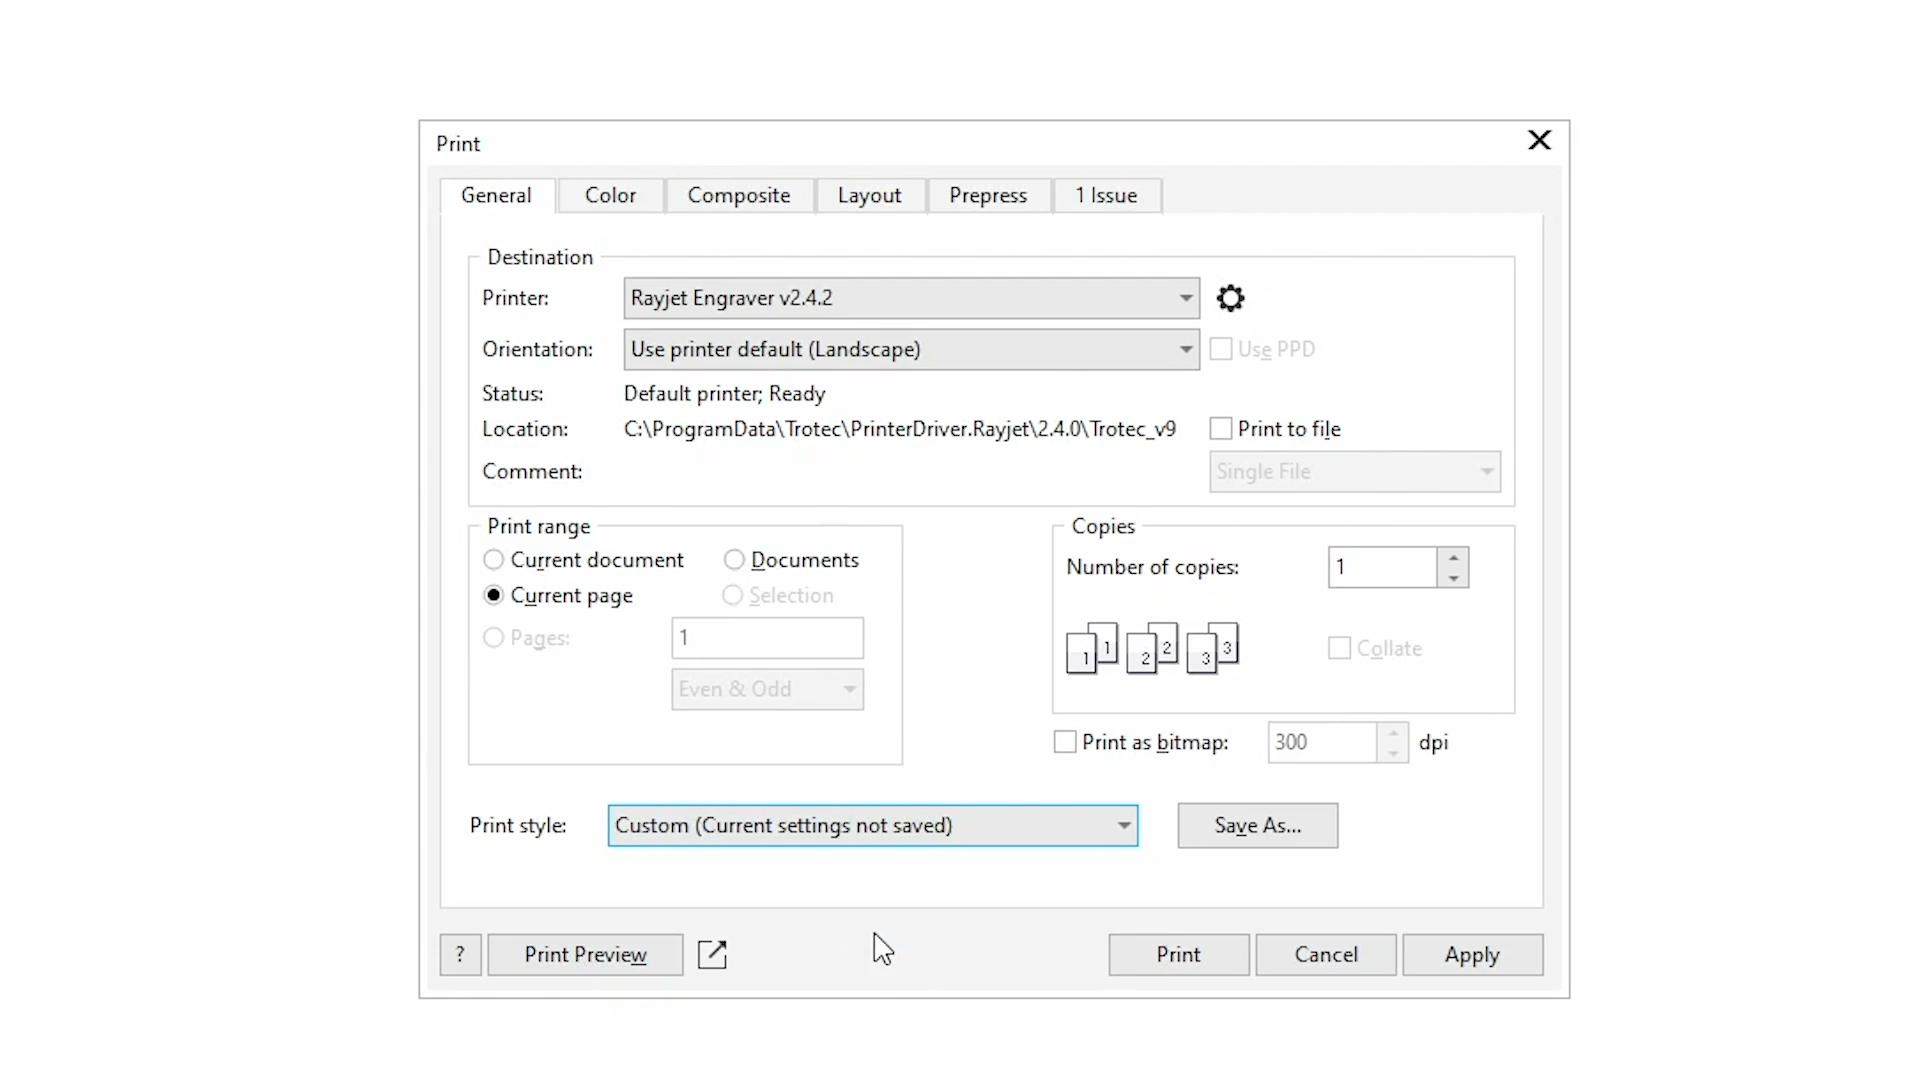 Print
General Color Composite Layout Prepress 1 Issue
Destination
Printer: Rayjet Engraver v2.4.2
Orientation: Use printer default (Landscape) Use PPD
Status: Default printer; Ready
Location: C:\ProgramData\Trotec\PrinterDriver.Rayjet\2.4.0\Trotec_v9 Print to file
Comment: Single File
Print range
Current document Documents
Current page Selection
Pages: 1
Even & Odd
Copies
Number of copies: 1
1 1 2 2 3 3 Collate
Print as bitmap: 300 dpi
Print style: Custom (Current settings not saved) Save As...
? Print Preview Print Cancel Apply